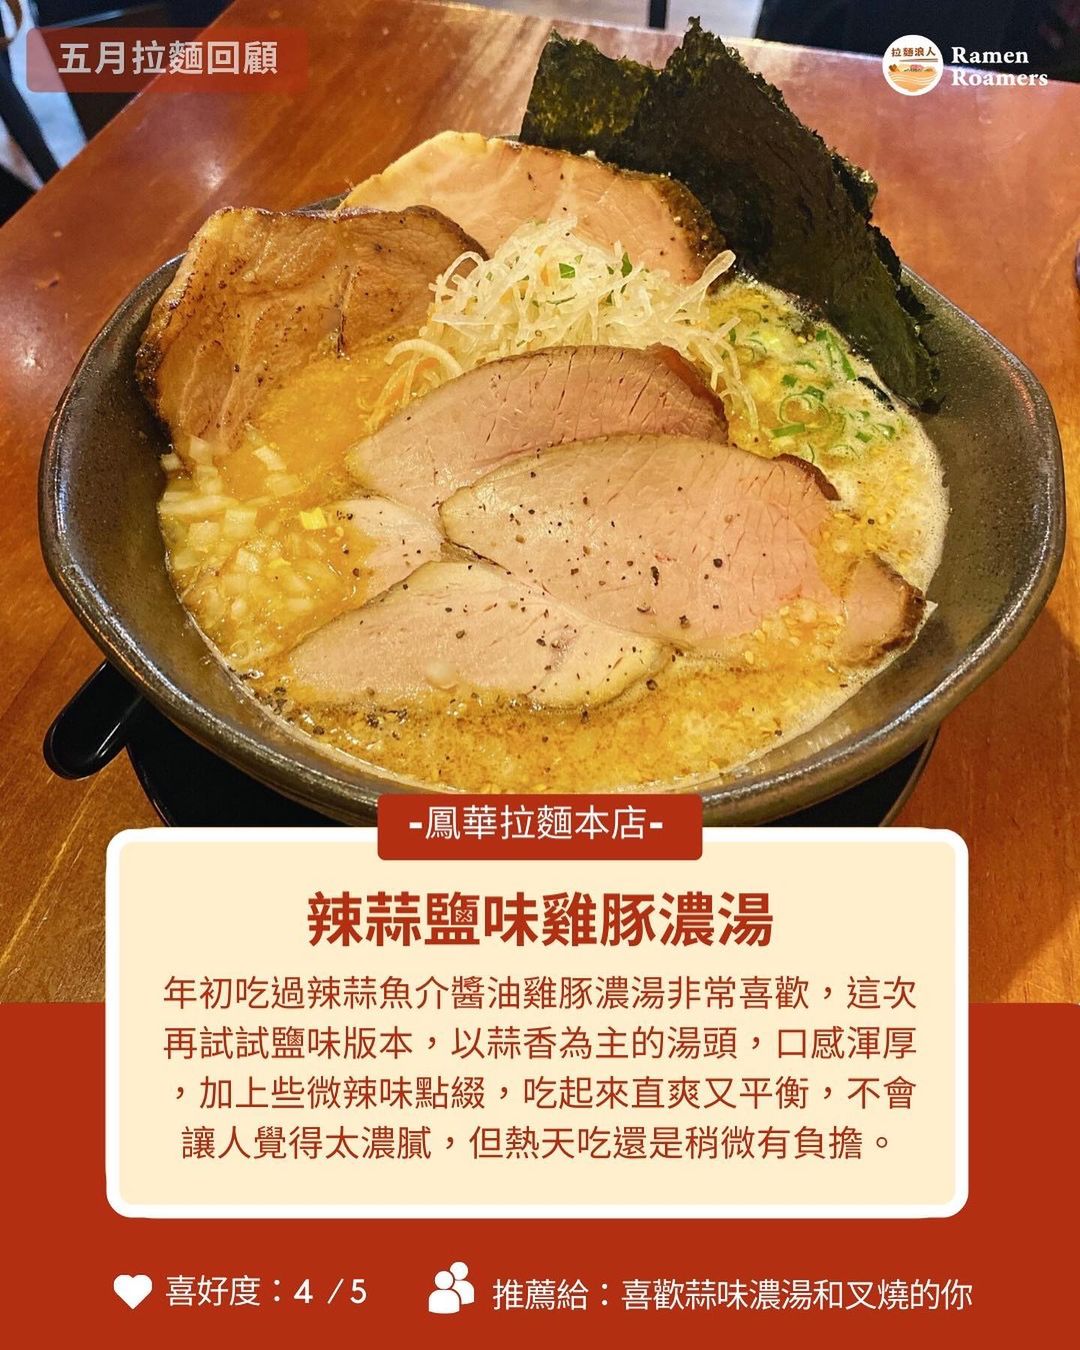 五月拉麵回顧
拉麵浪人
Ramen
Roamers
-鳳華拉麵本店-
辣蒜鹽味雞豚濃湯
年初吃過辣蒜魚介醬油雞豚濃湯非常喜歡，這次
再試試鹽味版本，以蒜香為主的湯頭，口感渾厚
，加上些微辣味點綴，吃起來直爽又平衡，不會
讓人覺得太濃膩，但熱天吃還是稍微有負擔。
喜好度：4 / 5
推薦給：喜歡蒜味濃湯和叉燒的你